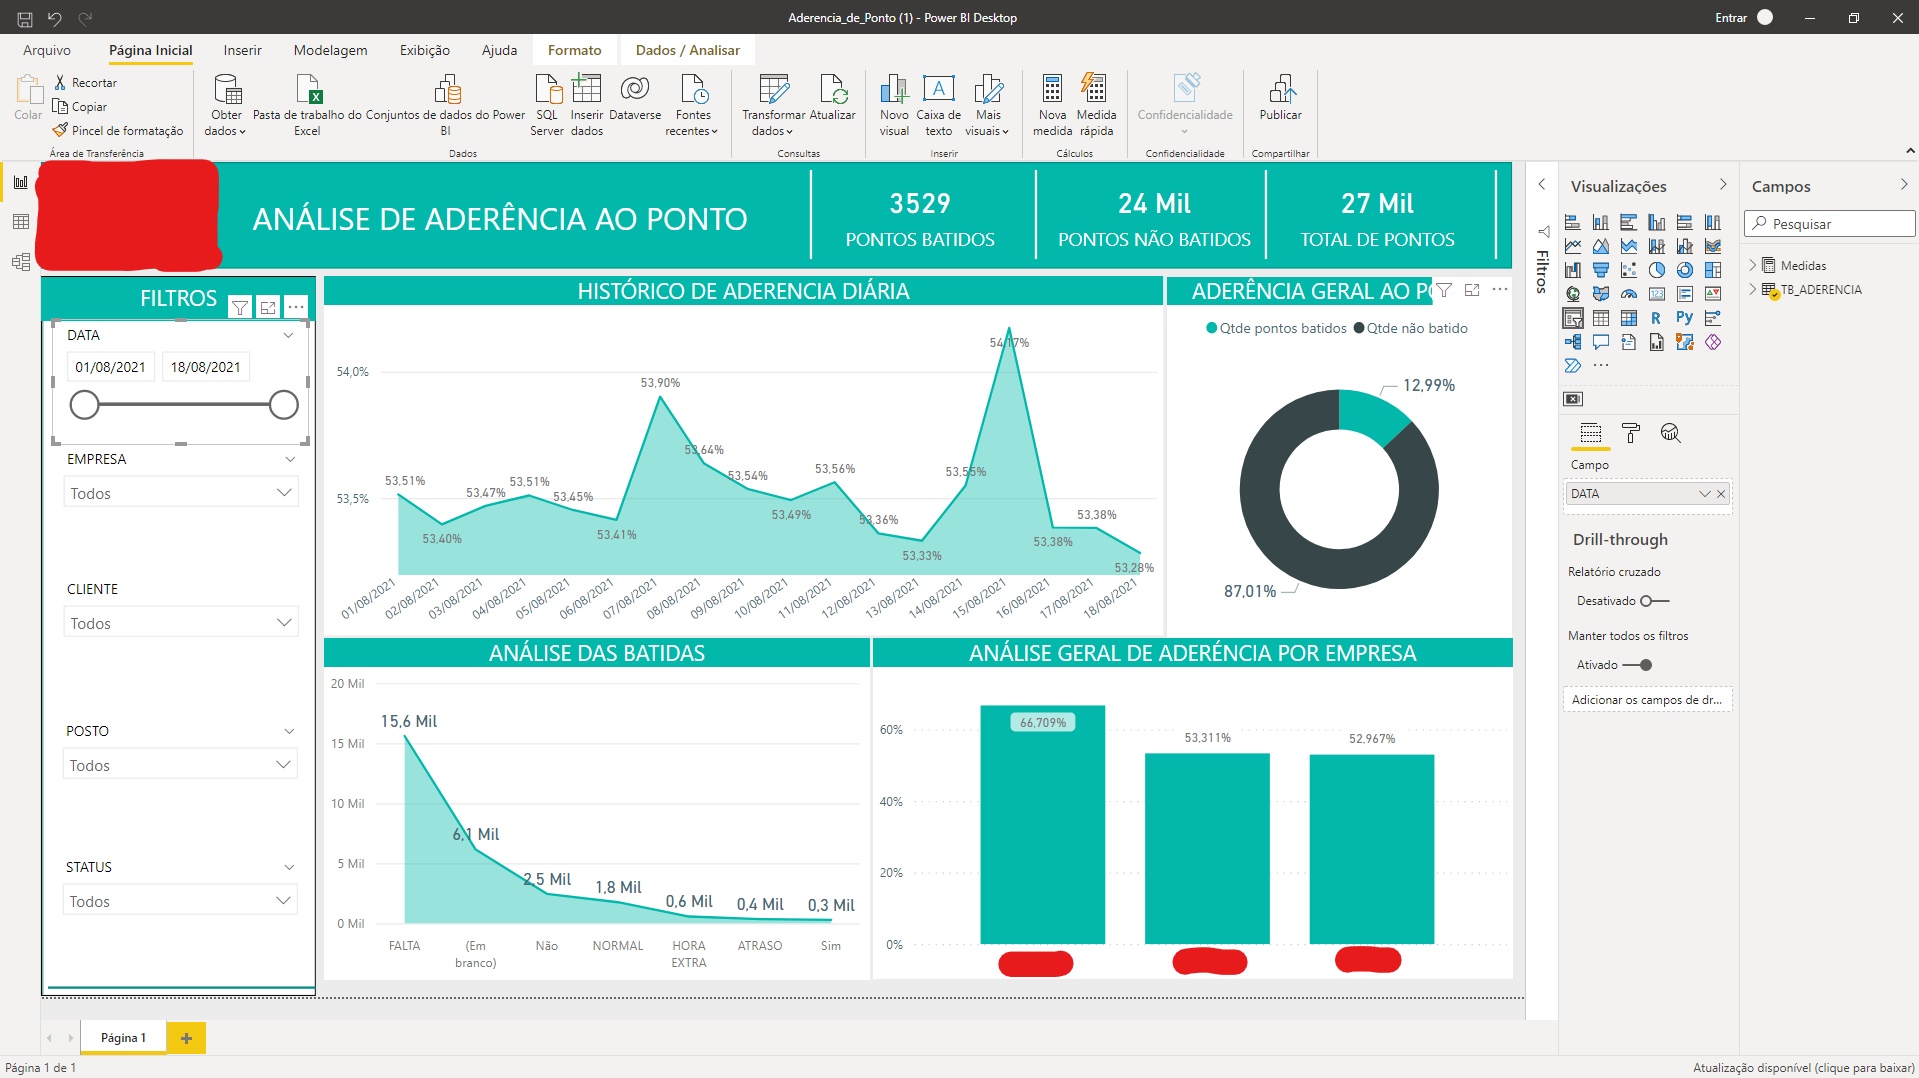 Aderencia_de_Ponto (1) - Power BI Desktop
Entrar
Arquivo
Página Inicial
Inserir
Modelagem
Exibição
Ajuda
Formato
Dados / Analisar
Colar
Recortar
Copiar
Pincel de formatação
Área de Transferência
Obter dados
Pasta de trabalho do Excel
Conjuntos de dados do Power BI
SQL Server
Inserir dados
Dataverse
Fontes recentes
Dados
Transformar dados
Atualizar
Consultas
Novo visual
Caixa de texto
Mais visuais
Inserir
Nova medida
Medida rápida
Cálculos
Confidencialidade
Confidencialidade
Publicar
Compartilhar
ANÁLISE DE ADERÊNCIA AO PONTO
3529
PONTOS BATIDOS
24 Mil
PONTOS NÃO BATIDOS
27 Mil
TOTAL DE PONTOS
FILTROS
DATA
01/08/2021
18/08/2021
EMPRESA
Todos
CLIENTE
Todos
POSTO
Todos
STATUS
Todos
HISTÓRICO DE ADERENCIA DIÁRIA
54,0%
53,5%
53,51%
53,40%
53,47%
53,51%
53,45%
53,41%
53,90%
53,64%
53,54%
53,49%
53,56%
53,36%
53,33%
53,55%
54,17%
53,38%
53,38%
53,28%
01/08/2021
02/08/2021
03/08/2021
04/08/2021
05/08/2021
06/08/2021
07/08/2021
08/08/2021
09/08/2021
10/08/2021
11/08/2021
12/08/2021
13/08/2021
14/08/2021
15/08/2021
16/08/2021
17/08/2021
18/08/2021
ADERÊNCIA GERAL AO PO
Qtde pontos batidos
Qtde não batido
12,99%
87,01%
ANÁLISE DAS BATIDAS
20 Mil
15 Mil
10 Mil
5 Mil
0 Mil
15,6 Mil
6,1 Mil
2,5 Mil
1,8 Mil
0,6 Mil
0,4 Mil
0,3 Mil
FALTA
(Em branco)
Não
NORMAL
HORA EXTRA
ATRASO
Sim
ANÁLISE GERAL DE ADERÉNCIA POR EMPRESA
60%
40%
20%
0%
66,709%
53,311%
52,967%
Filtros
Visualizações
R
Py
Campo
DATA
Drill-through
Relatório cruzado
Desativado
Manter todos os filtros
Ativado
Adicionar os campos de dr...
Campos
Pesquisar
Medidas
TB_ADERENCIA
Página 1
Página 1 de 1
Atualização disponível (clique para baixar)